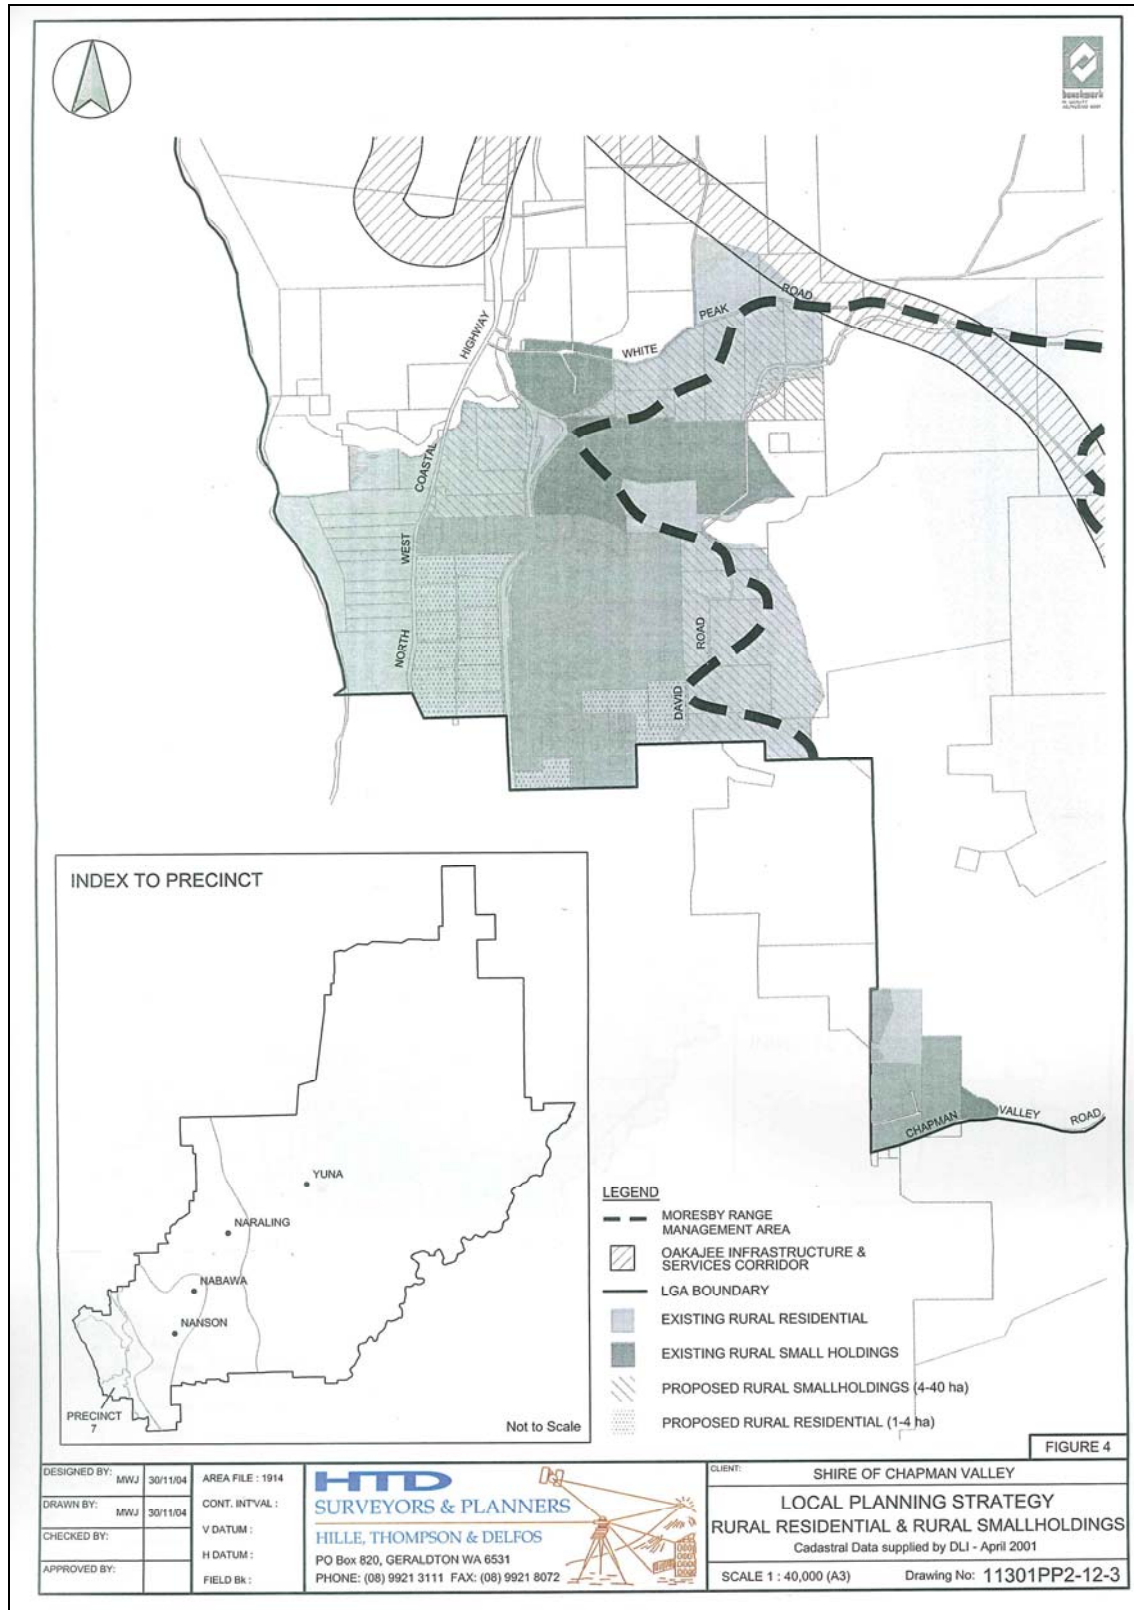 benchmark
HIGHWAY
COASTAL
WEST
NORTH
WHITE
PEAK
ROAD
ROAD
DAVID
CHAPMAN
VALLEY
ROAD
INDEX TO PRECINCT
YUNA
NARALING
NABAWA
NANSON
PRECINCT
7
Not to Scale
LEGEND
MORESBY RANGE
MANAGEMENT AREA
OAKAJEE INFRASTRUCTURE &
SERVICES CORRIDOR
LGA BOUNDARY
EXISTING RURAL RESIDENTIAL
EXISTING RURAL SMALL HOLDINGS
PROPOSED RURAL SMALLHOLDINGS (4-40 ha)
PROPOSED RURAL RESIDENTIAL (1-4 ha)
FIGURE 4
DESIGNED BY: MWJ 30/11/04
DRAWN BY: MWJ 30/11/04
CHECKED BY:
APPROVED BY:
AREA FILE : 1914
CONT. INT'VAL :
V DATUM :
H DATUM :
FIELD Bk :
HTD
SURVEYORS & PLANNERS
HILLE, THOMPSON & DELFOS
PO Box 820, GERALDTON WA 6531
PHONE: (08) 9921 3111 FAX: (08) 9921 8072
CLIENT: SHIRE OF CHAPMAN VALLEY
LOCAL PLANNING STRATEGY
RURAL RESIDENTIAL & RURAL SMALLHOLDINGS
Cadastral Data supplied by DLI - April 2001
SCALE 1 : 40,000 (A3) Drawing No: 11301PP2-12-3